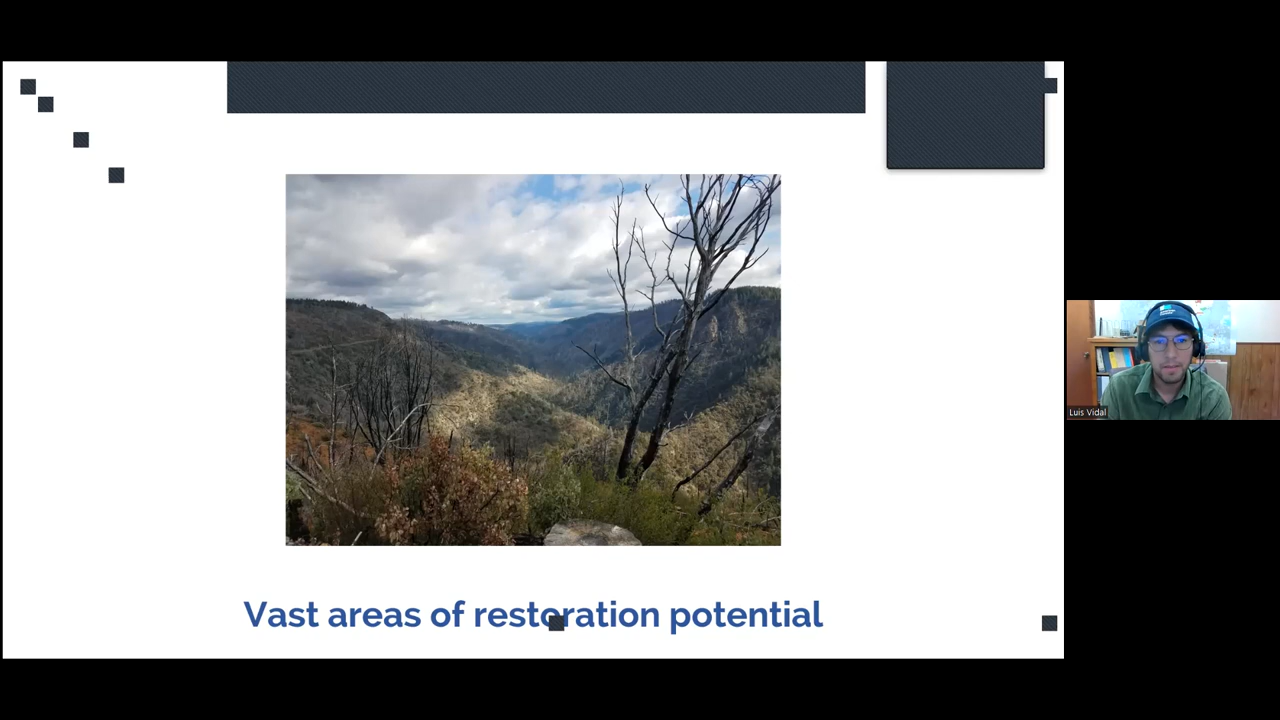 Luis Vidal
Vast areas of restoration potential